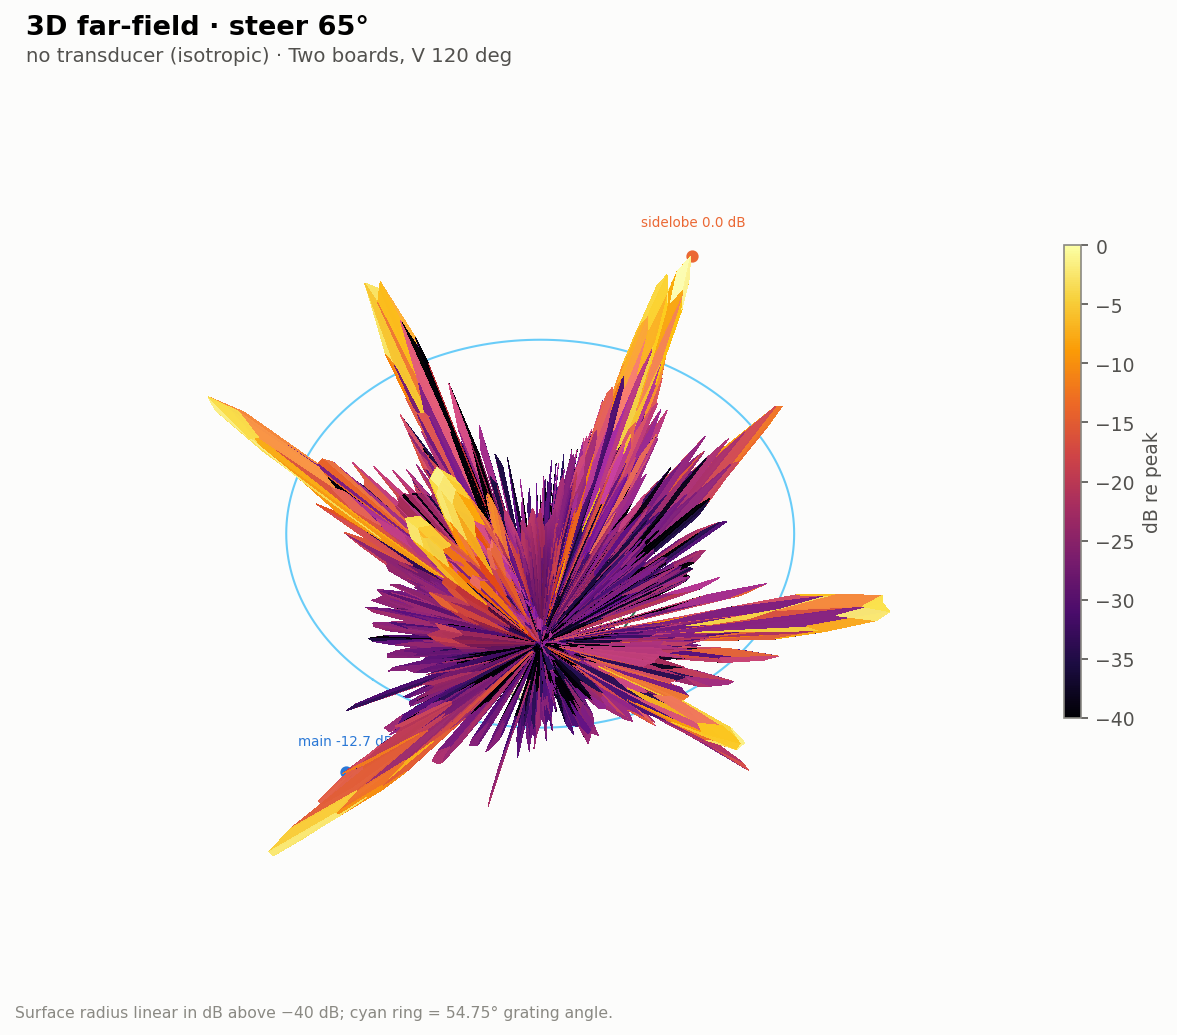 3D far-field · steer 65°
no transducer (isotropic) · Two boards, V 120 deg
sidelobe 0.0 dB
0
−5
−10
−15
−20
−25
−30
−35
−40
dB re peak
main -12.7 dB
Surface radius linear in dB above −40 dB; cyan ring = 54.75° grating angle.